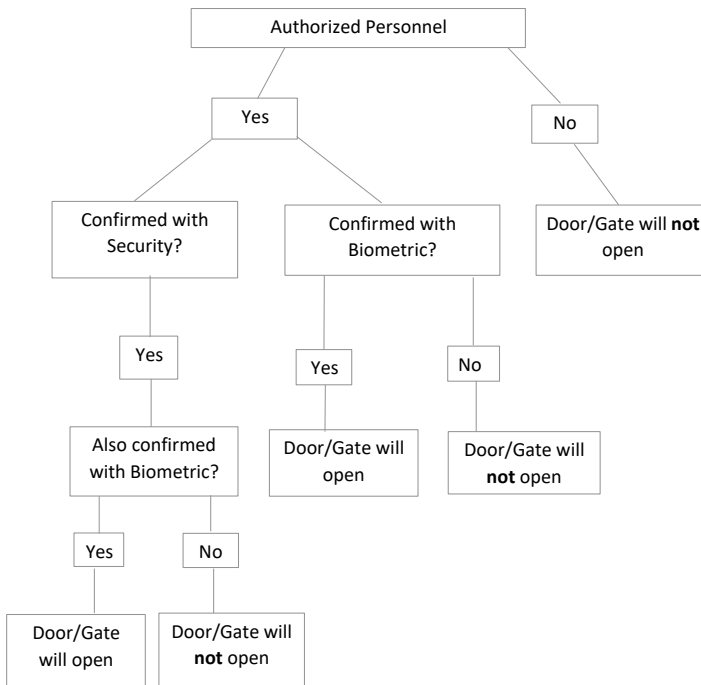 Authorized Personnel
Yes
No
Confirmed with
Security?
Confirmed with
Biometric?
Door/Gate will not
open
Yes
Yes
No
Also confirmed
with Biometric?
Door/Gate will
open
Door/Gate will
not open
Yes
No
Door/Gate
will open
Door/Gate will
not open